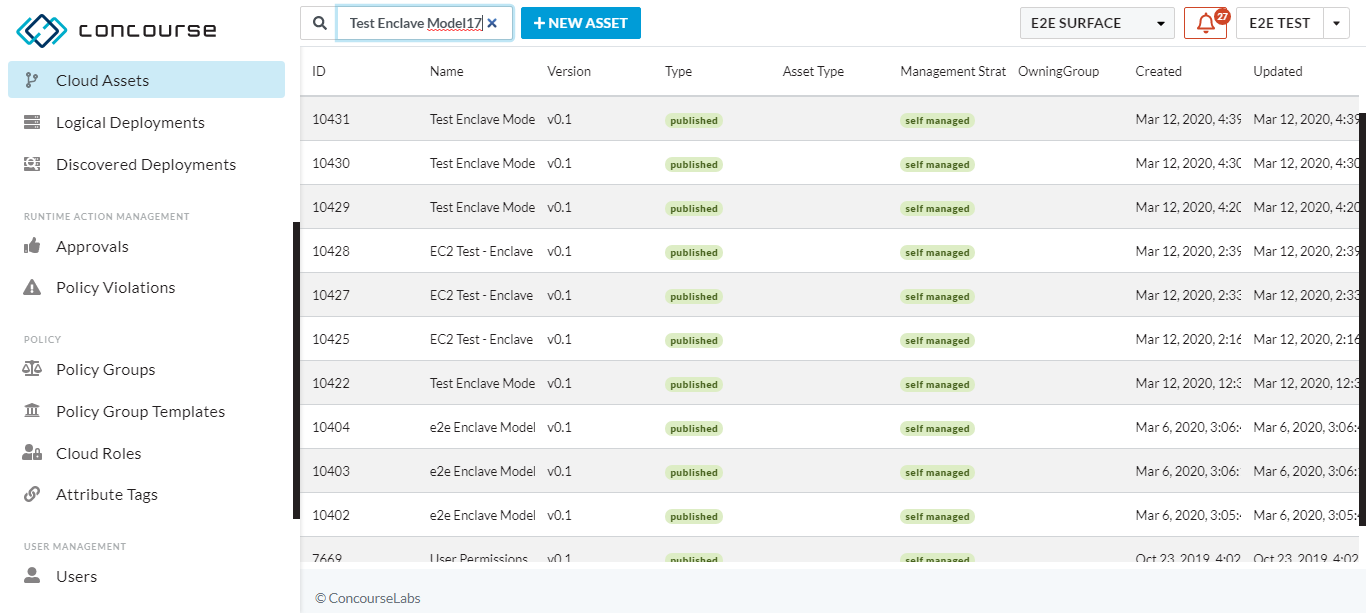 concourse
Test Enclave Model17
NEW ASSET
E2E SURFACE
27
E2E TEST
Cloud Assets
Logical Deployments
Discovered Deployments
RUNTIME ACTION MANAGEMENT
Approvals
Policy Violations
POLICY
Policy Groups
Policy Group Templates
Cloud Roles
Attribute Tags
USER MANAGEMENT
Users
ID Name Version Type Asset Type Management Strat OwningGroup Created Updated
10431 Test Enclave Mode v0.1 published self managed Mar 12, 2020, 4:39 Mar 12, 2020, 4:39
10430 Test Enclave Mode v0.1 published self managed Mar 12, 2020, 4:30 Mar 12, 2020, 4:30
10429 Test Enclave Mode v0.1 published self managed Mar 12, 2020, 4:20 Mar 12, 2020, 4:20
10428 EC2 Test - Enclave v0.1 published self managed Mar 12, 2020, 2:39 Mar 12, 2020, 2:39
10427 EC2 Test - Enclave v0.1 published self managed Mar 12, 2020, 2:33 Mar 12, 2020, 2:33
10425 EC2 Test - Enclave v0.1 published self managed Mar 12, 2020, 2:16 Mar 12, 2020, 2:16
10422 Test Enclave Mode v0.1 published self managed Mar 12, 2020, 12:3 Mar 12, 2020, 12:3
10404 e2e Enclave Model v0.1 published self managed Mar 6, 2020, 3:06: Mar 6, 2020, 3:06:
10403 e2e Enclave Model v0.1 published self managed Mar 6, 2020, 3:06: Mar 6, 2020, 3:06:
10402 e2e Enclave Model v0.1 published self managed Mar 6, 2020, 3:05: Mar 6, 2020, 3:05:
7669 User Permissions v0.1 published self managed Oct 23, 2019, 4:02 Oct 23, 2019, 4:02
© ConcourseLabs